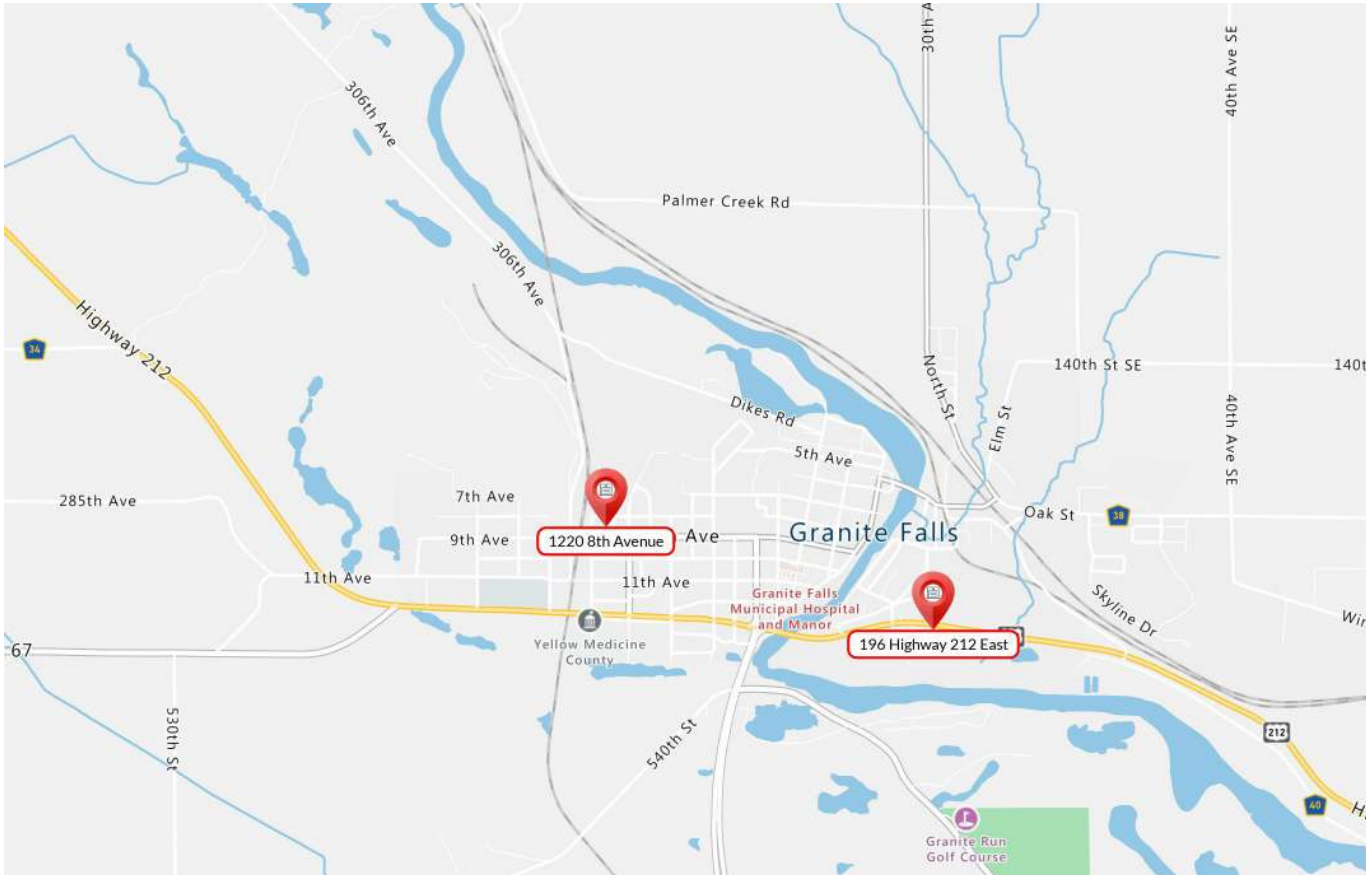 30th A
40th Ave SE
306th Ave
Palmer Creek Rd
306th Ave
Highway 212
34
North St
140th St SE
140t
Elm St
40th Ave SE
Dikes Rd
5th Ave
7th Ave
285th Ave
Oak St
38
1220 8th Avenue
Ave
Granite Falls
9th Ave
11th Ave
11th Ave
Granite Falls
Municipal Hospital
and Manor
Skyline Dr
Win
196 Highway 212 East
Yellow Medicine
County
67
530th St
540th St
212
40
Hi
Granite Run
Golf Course